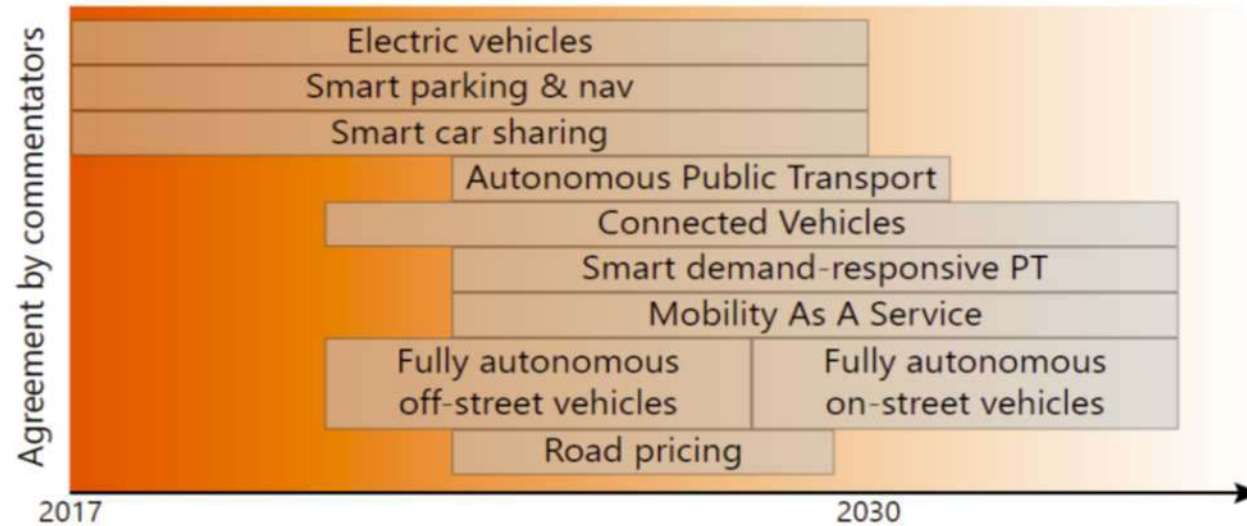 Agreement by commentators
Electric vehicles
Smart parking & nav
Smart car sharing
Autonomous Public Transport
Connected Vehicles
Smart demand-responsive PT
Mobility As A Service
Fully autonomous
off-street vehicles
Fully autonomous
on-street vehicles
Road pricing
2017
2030